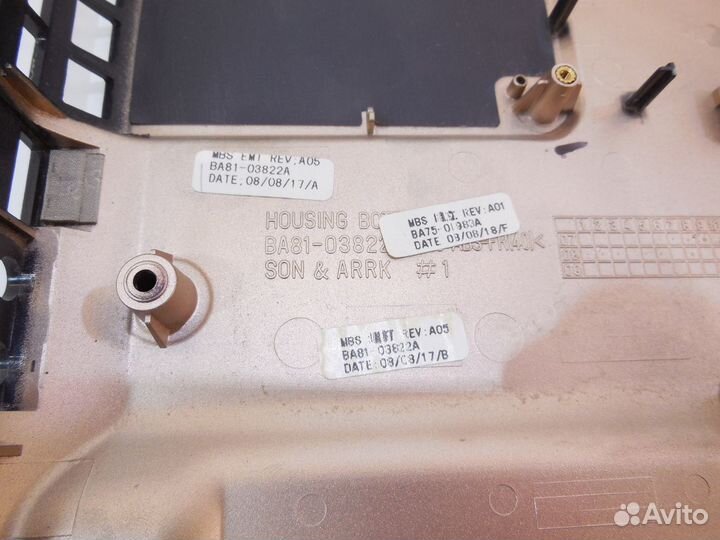 MBS EMI REV:A05
BA81-03822A
DATE:08/08/17/A
HOUSING BO
BA81-03822
SON & ARRK #1
MBS REV:A01
BA75-01983A
DATE 08/08/18/F
MBS REV:A05
BA81-03822A
DATE:08/08/17/B
Avito